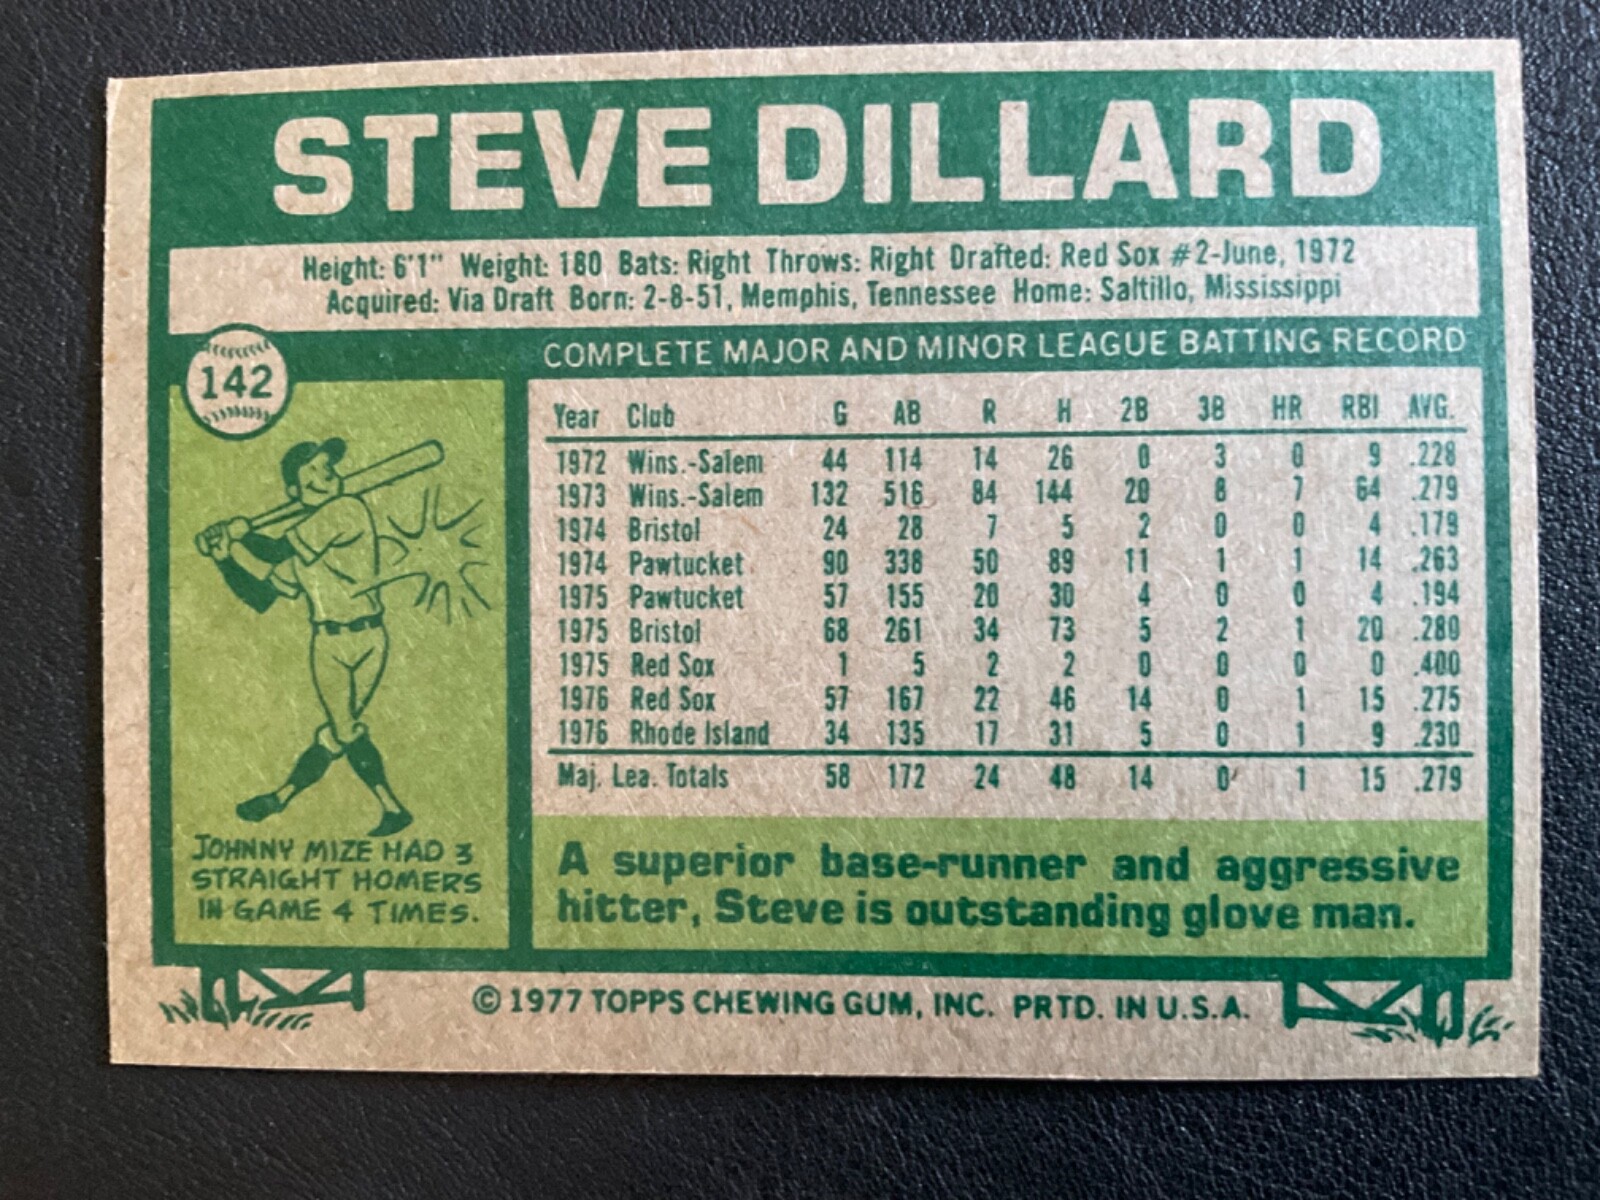 STEVE DILLARD
Height: 6'1" Weight: 180 Bats: Right Throws: Right Drafted: Red Sox #2-June, 1972
Acquired: Via Draft Born: 2-8-51, Memphis, Tennessee Home: Saltillo, Mississippi
142
COMPLETE MAJOR AND MINOR LEAGUE BATTING RECORD
Year Club G AB R H 2B 3B HR RBI AVG.
1972 Wins.-Salem 44 114 14 26 0 3 0 9 .228
1973 Wins.-Salem 132 516 84 144 20 8 7 64 .279
1974 Bristol 24 28 7 5 2 0 0 4 .179
1974 Pawtucket 90 338 50 89 11 1 1 14 .263
1975 Pawtucket 57 155 20 30 4 0 0 4 .194
1975 Bristol 68 261 34 73 5 2 1 20 .280
1975 Red Sox 1 5 2 2 0 0 0 0 .400
1976 Red Sox 57 167 22 46 14 0 1 15 .275
1976 Rhode Island 34 135 17 31 5 0 1 9 .230
Maj. Lea. Totals 58 172 24 48 14 0 1 15 .279
JOHNNY MIZE HAD 3
STRAIGHT HOMERS
IN GAME 4 TIMES.
A superior base-runner and aggressive
hitter, Steve is outstanding glove man.
© 1977 TOPPS CHEWING GUM, INC. PRTD. IN U.S.A.